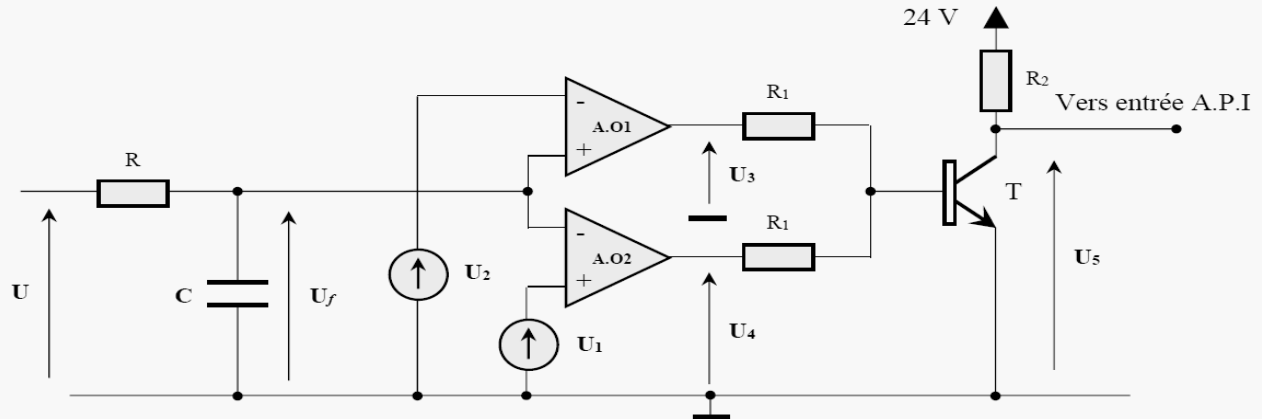 24 V
R₂
Vers entrée A.P.I
R₁
-
A.O1
+
R
U₃
T
R₁
-
A.O2
+
U₂
U₅
U
C
U𝑓
U₁
U₄